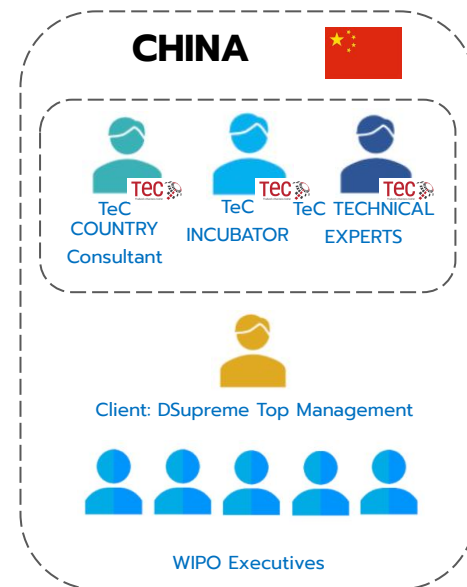 CHINA
TeC
TeC
TeC
TeC
COUNTRY
Consultant
TeC
INCUBATOR
TeC TECHNICAL
EXPERTS
Client: DSupreme Top Management
WIPO Executives